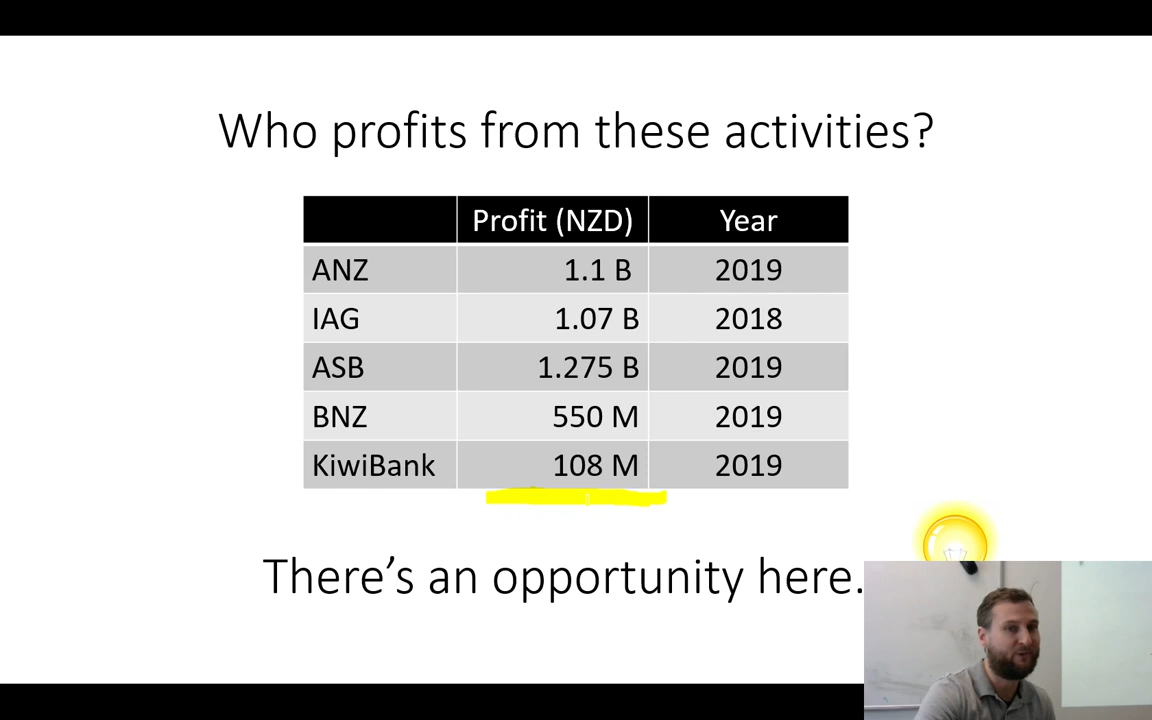 Who profits from these activities?
Profit (NZD) Year
ANZ 1.1 B 2019
IAG 1.07 B 2018
ASB 1.275 B 2019
BNZ 550 M 2019
KiwiBank 108 M 2019
There’s an opportunity here.